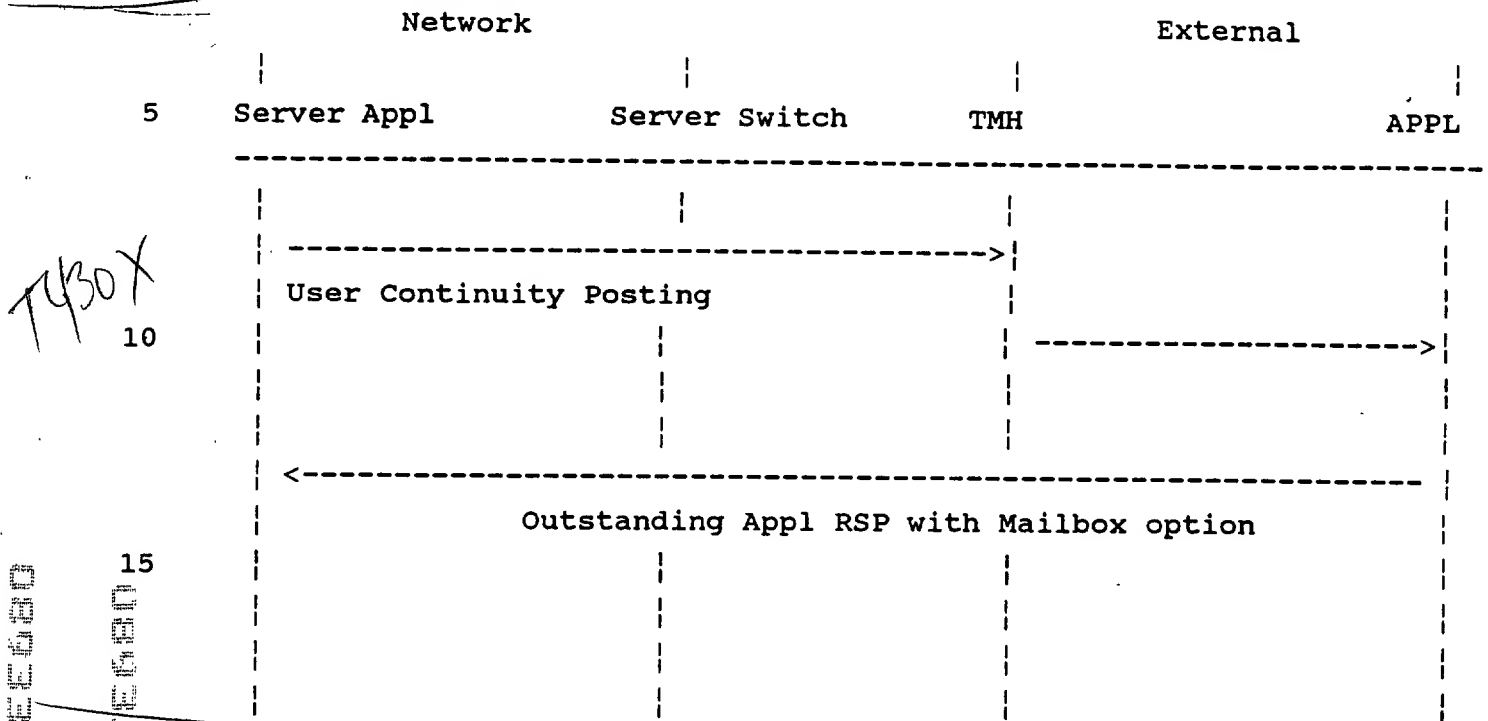 Network External
5 Server Appl Server Switch TMH APPL
User Continuity Posting
T430X
10
Outstanding Appl RSP with Mailbox option
15